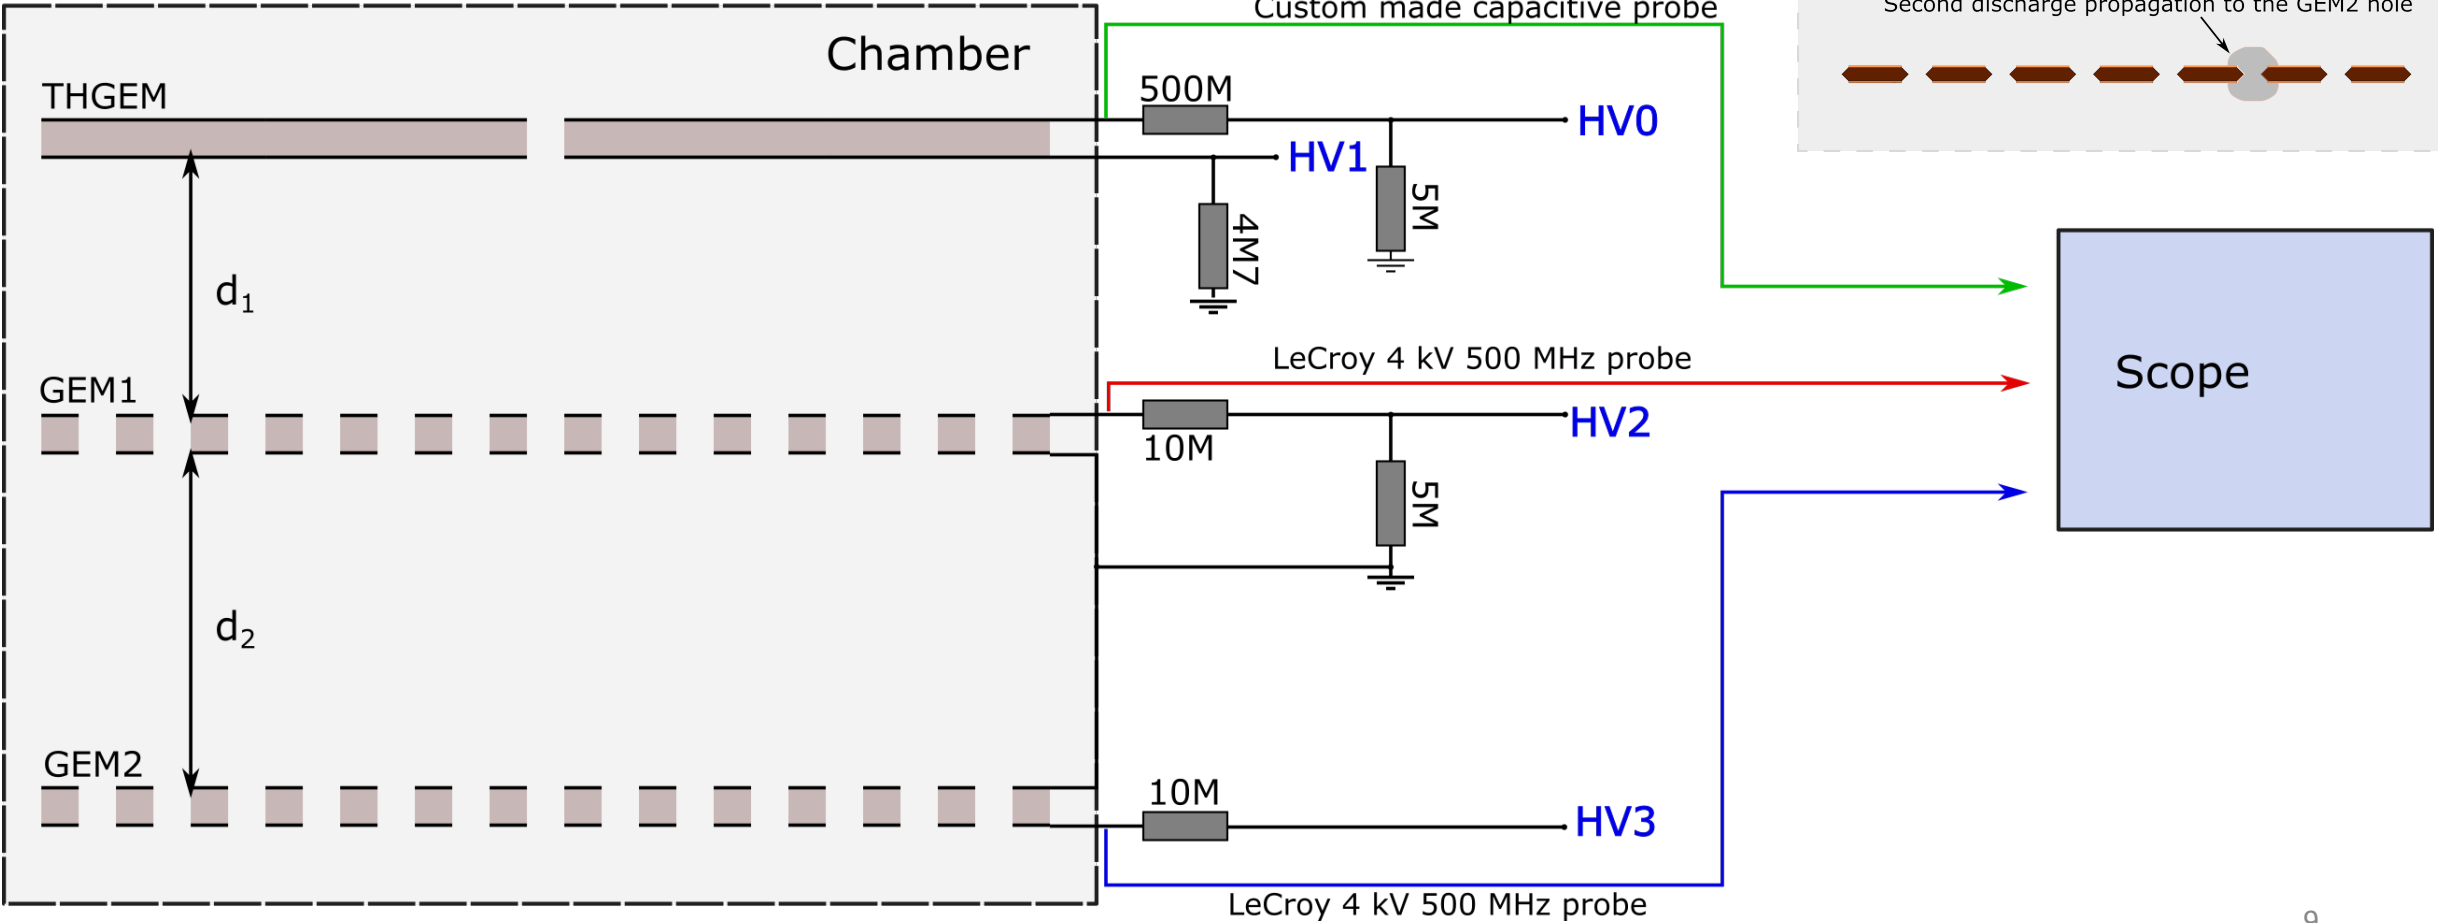 Custom made capacitive probe
Second discharge propagation to the GEM2 hole
Chamber
THGEM
500M
HV0
HV1
5M
4M7
d1
LeCroy 4 kV 500 MHz probe
Scope
GEM1
HV2
10M
5M
d2
GEM2
10M
HV3
LeCroy 4 kV 500 MHz probe
9